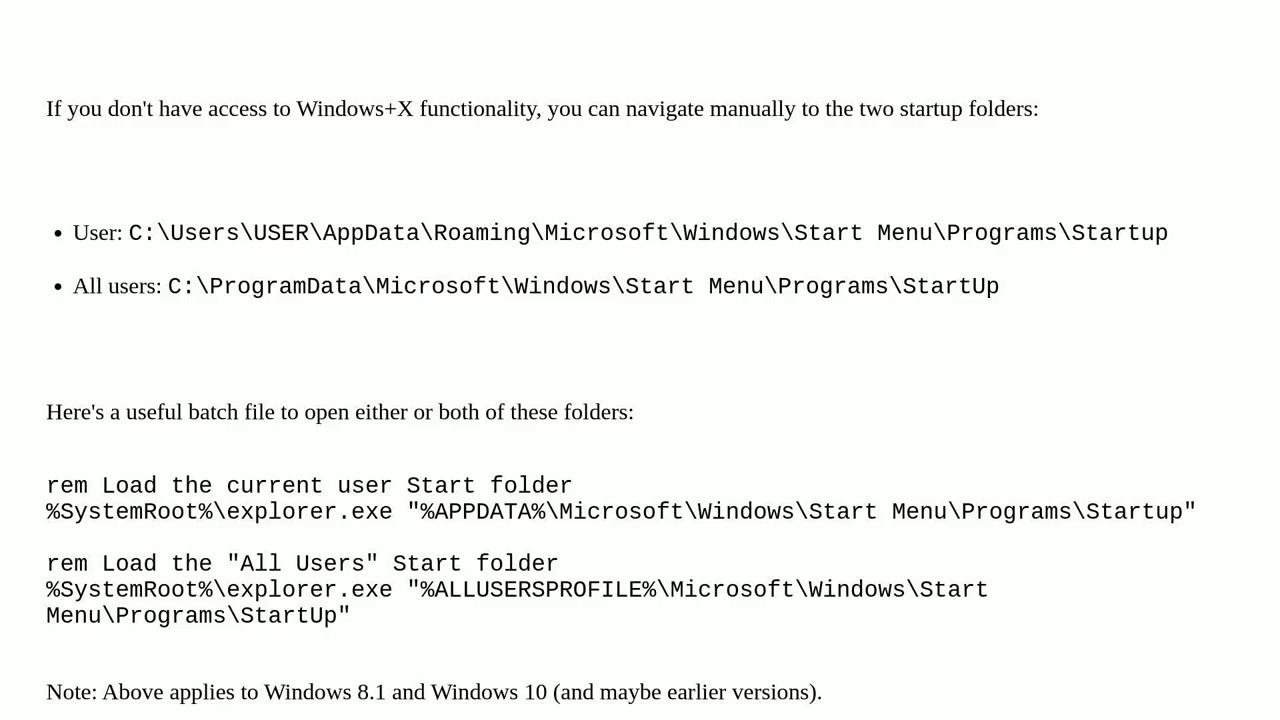 If you don't have access to Windows+X functionality, you can navigate manually to the two startup folders:
• User: C:\Users\USER\AppData\Roaming\Microsoft\Windows\Start Menu\Programs\Startup
• All users: C:\ProgramData\Microsoft\Windows\Start Menu\Programs\StartUp
Here's a useful batch file to open either or both of these folders:
rem Load the current user Start folder
%SystemRoot%\explorer.exe "%APPDATA%\Microsoft\Windows\Start Menu\Programs\Startup"
rem Load the "All Users" Start folder
%SystemRoot%\explorer.exe "%ALLUSERSPROFILE%\Microsoft\Windows\Start
Menu\Programs\StartUp"
Note: Above applies to Windows 8.1 and Windows 10 (and maybe earlier versions).